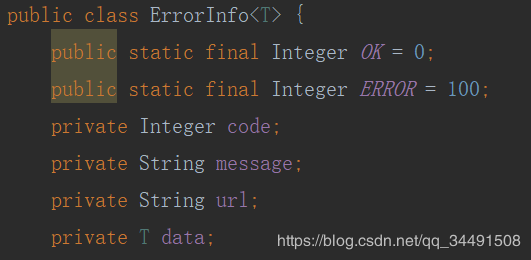 public class ErrorInfo<T> {
public static final Integer OK = 0;
public static final Integer ERROR = 100;
private Integer code;
private String message;
private String url;
private T data;
https://blog.csdn.net/qq_34491508